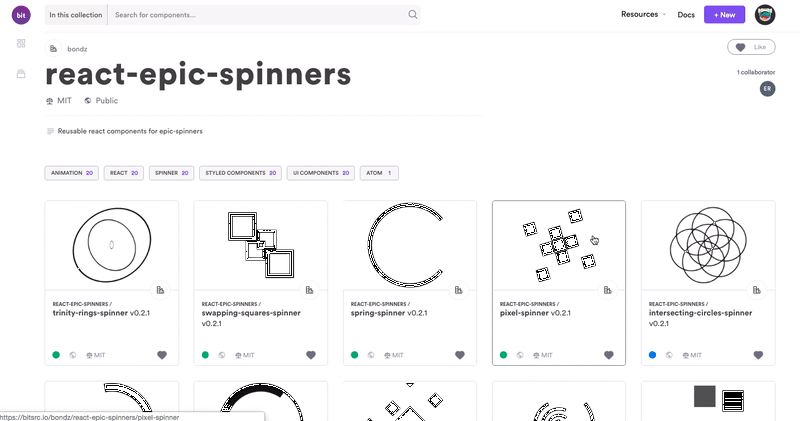 bit
In this collection
Search for components...
Resources
Docs
+ New
bondz
Like
react-epic-spinners
1 collaborator
MIT
Public
ER
Reusable react components for epic-spinners
ANIMATION 20
REACT 20
SPINNER 20
STYLED COMPONENTS 20
UI COMPONENTS 20
ATOM 1
REACT-EPIC-SPINNERS /
trinity-rings-spinner v0.2.1
MIT
REACT-EPIC-SPINNERS /
swapping-squares-spinner
v0.2.1
MIT
REACT-EPIC-SPINNERS /
spring-spinner v0.2.1
MIT
REACT-EPIC-SPINNERS /
pixel-spinner v0.2.1
MIT
REACT-EPIC-SPINNERS /
intersecting-circles-spinner
v0.2.1
MIT
https://bitsrc.io/bondz/react-epic-spinners/pixel-spinner